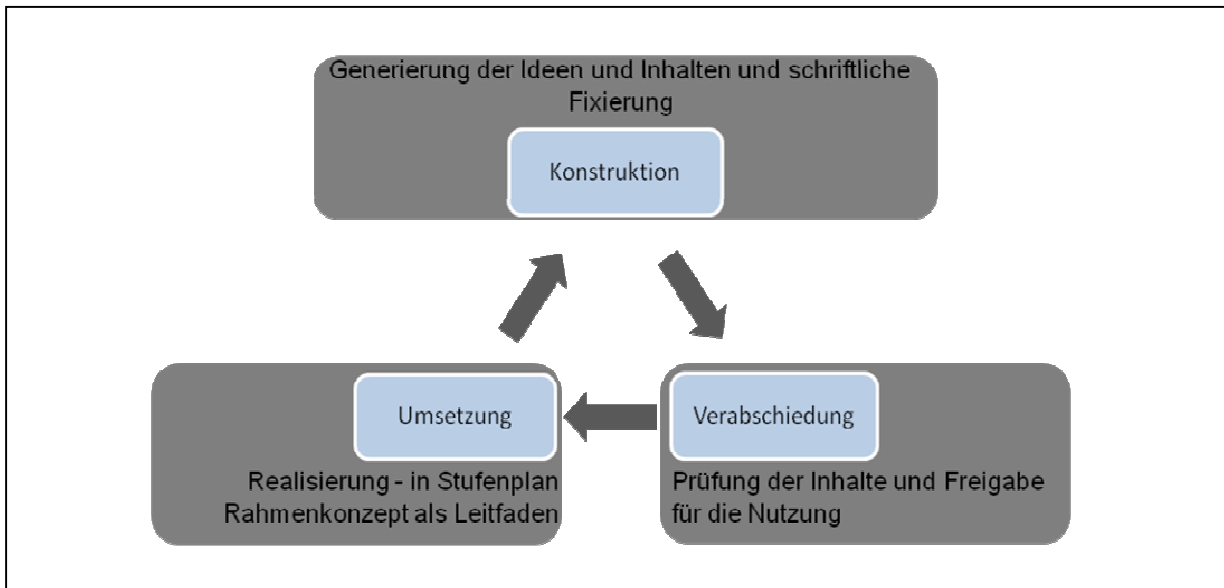 Generierung der Ideen und Inhalten und schriftliche
Fixierung
Konstruktion
Umsetzung
Realisierung - in Stufenplan
Rahmenkonzept als Leitfaden
Verabschiedung
Prüfung der Inhalte und Freigabe
für die Nutzung